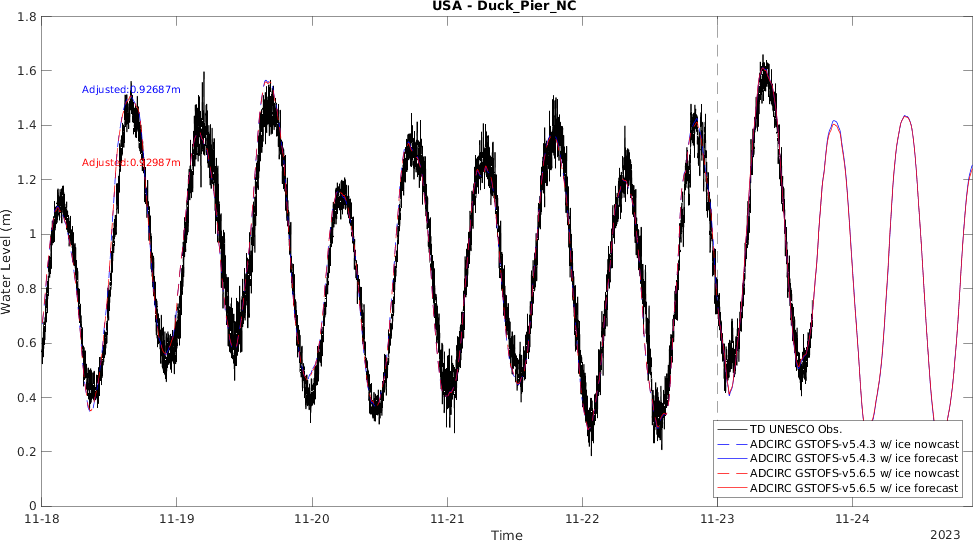 USA - Duck_Pier_NC
1.8
1.6
1.4
1.2
1
0.8
0.6
0.4
0.2
0
Water Level (m)
Adjusted:0.92687m
Adjusted:0.92987m
TD UNESCO Obs.
ADCIRC GSTOFS-v5.4.3 w/ ice nowcast
ADCIRC GSTOFS-v5.4.3 w/ ice forecast
ADCIRC GSTOFS-v5.6.5 w/ ice nowcast
ADCIRC GSTOFS-v5.6.5 w/ ice forecast
11-18 11-19 11-20 11-21 11-22 11-23 11-24
Time
2023